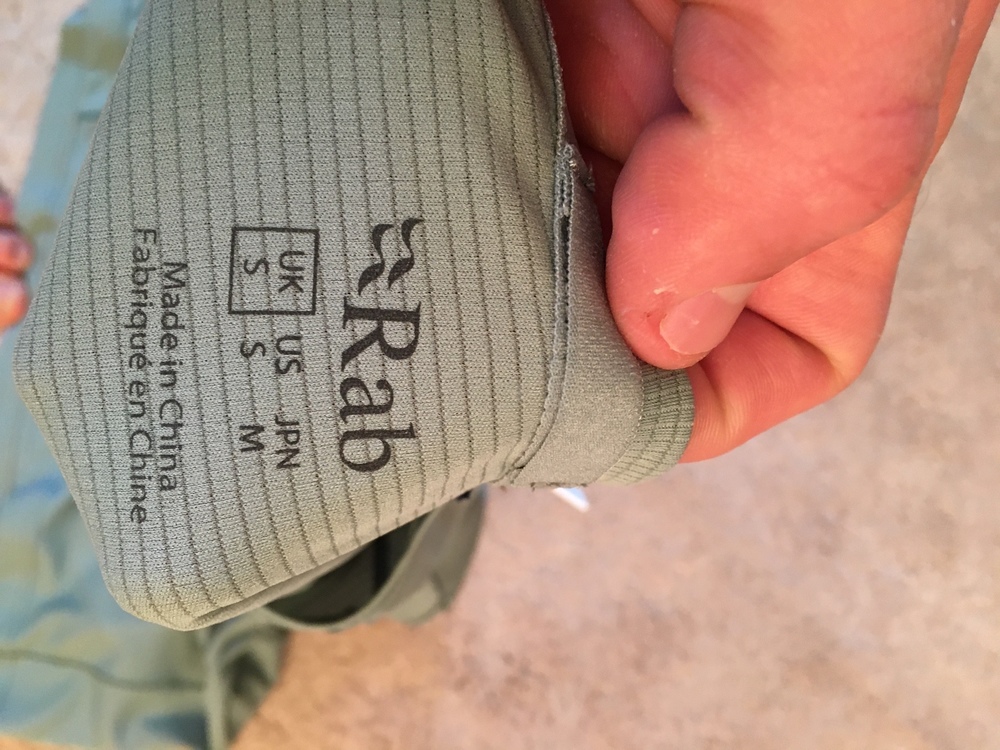 Rab
UK US JPN
S S M
Made in China
Fabriqué en Chine